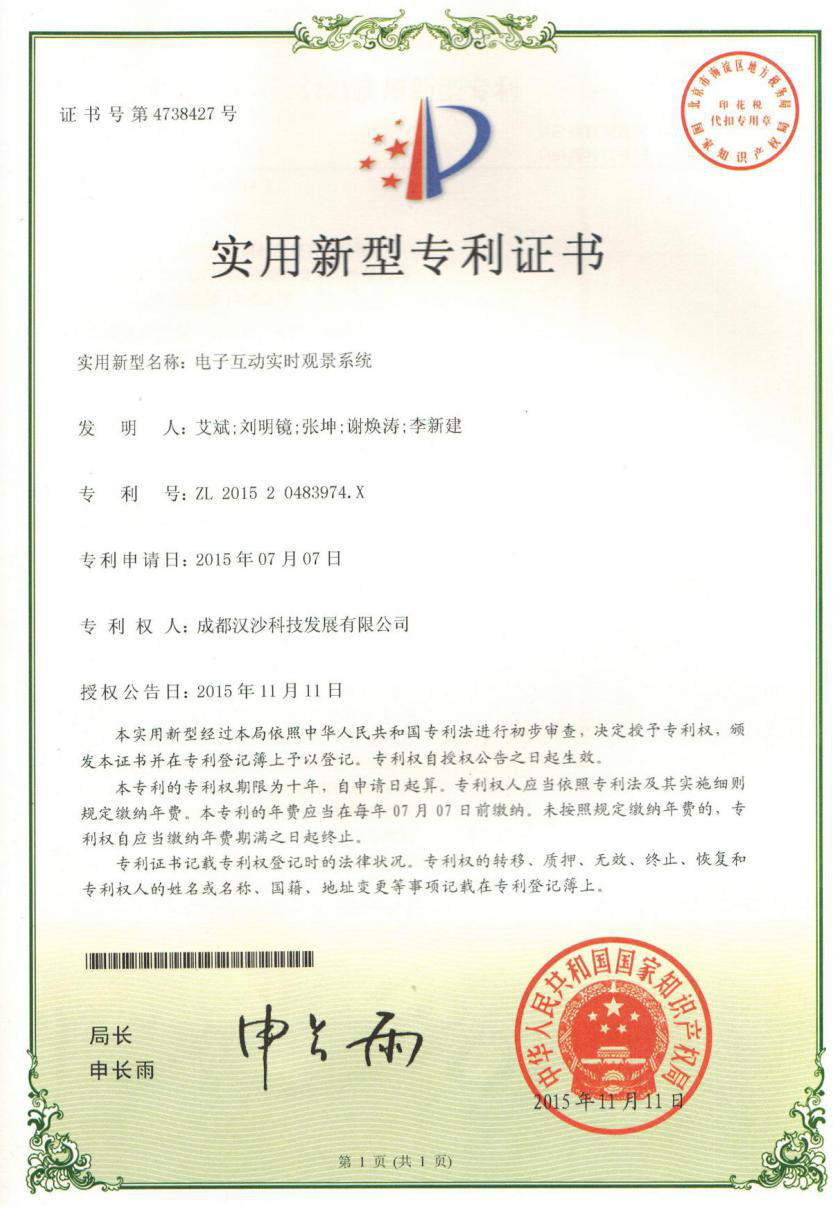 证书号第4738427号
北京市海淀区地方税务局
印花税
代扣专用章
国家知识产权局
实用新型专利证书
实用新型名称：电子互动实时观景系统
发明人：艾斌;刘明镜;张坤;谢焕涛;李新建
专利号：ZL 2015 2 0483974.X
专利申请日：2015年07月07日
专利权人：成都汉沙科技发展有限公司
授权公告日：2015年11月11日
本实用新型经过本局依照中华人民共和国专利法进行初步审查，决定授予专利权，颁
发本证书并在专利登记簿上予以登记。专利权自授权公告之日起生效。
本专利的专利权期限为十年，自申请日起算。专利权人应当依照专利法及其实施细则
规定缴纳年费。本专利的年费应当在每年07月07日前缴纳。未按照规定缴纳年费的，专
利权自应当缴纳年费期满之日起终止。
专利证书记载专利权登记时的法律状况。专利权的转移、质押、无效、终止、恢复和
专利权人的姓名或名称、国籍、地址变更等事项记载在专利登记簿上。
局长
申长雨
申长雨
中华人民共和国国家知识产权局
2015年11月11日
第1页(共1页)